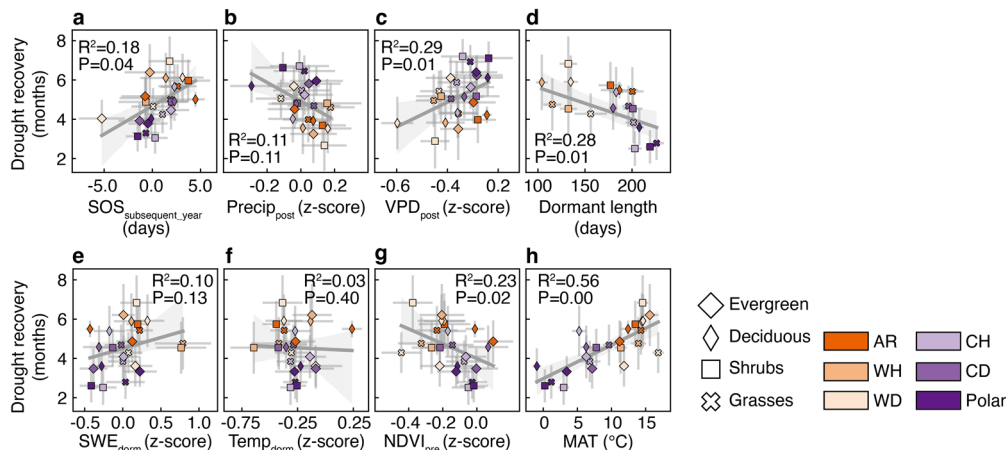 a b c d
Drought recovery
(months)
8
6
4
2
R²=0.18
P=0.04
R²=0.11
P=0.11
R²=0.29
P=0.01
R²=0.28
P=0.01
-5.0 0.0 5.0
-0.2 0.0 0.2
-0.6 -0.4 -0.2
100 150 200
SOSsubsequent_year
(days)
Precippost (z-score)
VPDpost (z-score)
Dormant length
(days)
e f g h
Drought recovery
(months)
8
6
4
2
R²=0.10
P=0.13
R²=0.03
P=0.40
R²=0.23
P=0.02
R²=0.56
P=0.00
-0.5 0.0 0.5 1.0
-0.75 -0.25 0.25
-0.4 -0.2 0.0
0 5 10 15
SWEdorm (z-score)
Tempdorm (z-score)
NDVIpre (z-score)
MAT (°C)
Evergreen
Deciduous
Shrubs
Grasses
AR CH
WH CD
WD Polar